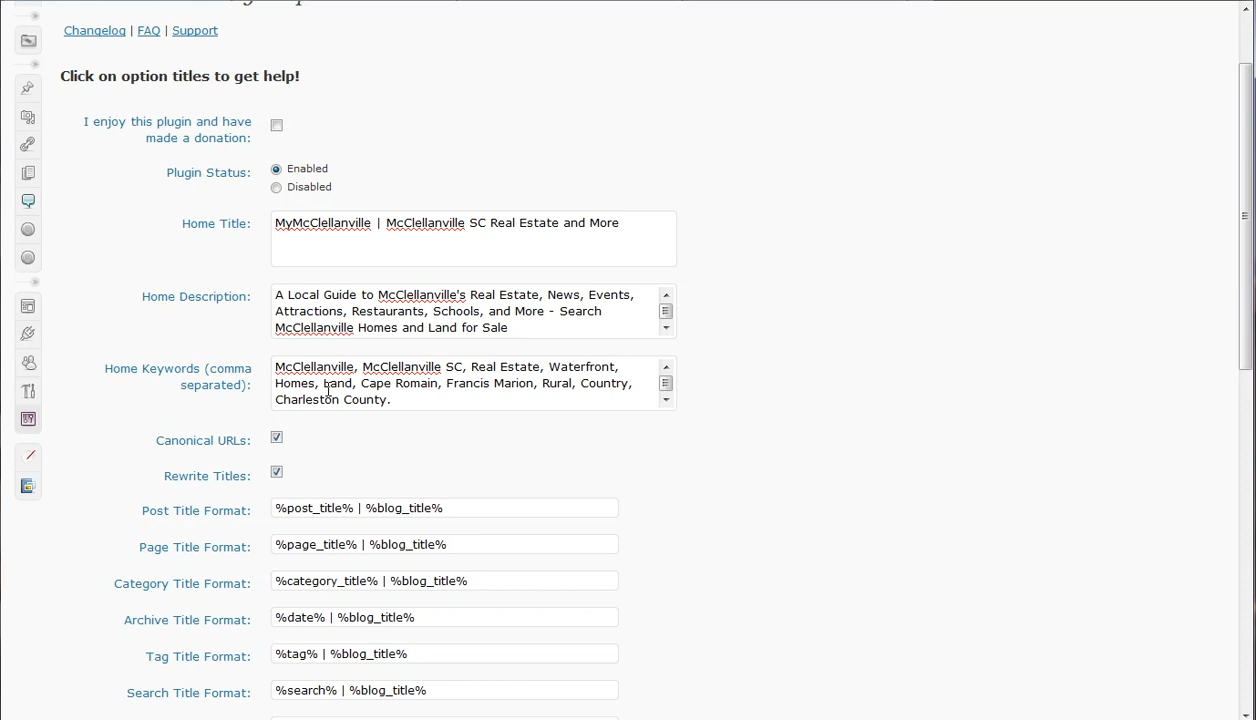 Changelog | FAQ | Support
Click on option titles to get help!
I enjoy this plugin and have
made a donation:
Plugin Status:
Enabled
Disabled
Home Title:
MyMcClellanville | McClellanville SC Real Estate and More
Home Description:
A Local Guide to McClellanville's Real Estate, News, Events,
Attractions, Restaurants, Schools, and More - Search
McClellanville Homes and Land for Sale
Home Keywords (comma
separated):
McClellanville, McClellanville SC, Real Estate, Waterfront,
Homes, Land, Cape Romain, Francis Marion, Rural, Country,
Charleston County.
Canonical URLs:
Rewrite Titles:
Post Title Format:
%post_title% | %blog_title%
Page Title Format:
%page_title% | %blog_title%
Category Title Format:
%category_title% | %blog_title%
Archive Title Format:
%date% | %blog_title%
Tag Title Format:
%tag% | %blog_title%
Search Title Format:
%search% | %blog_title%